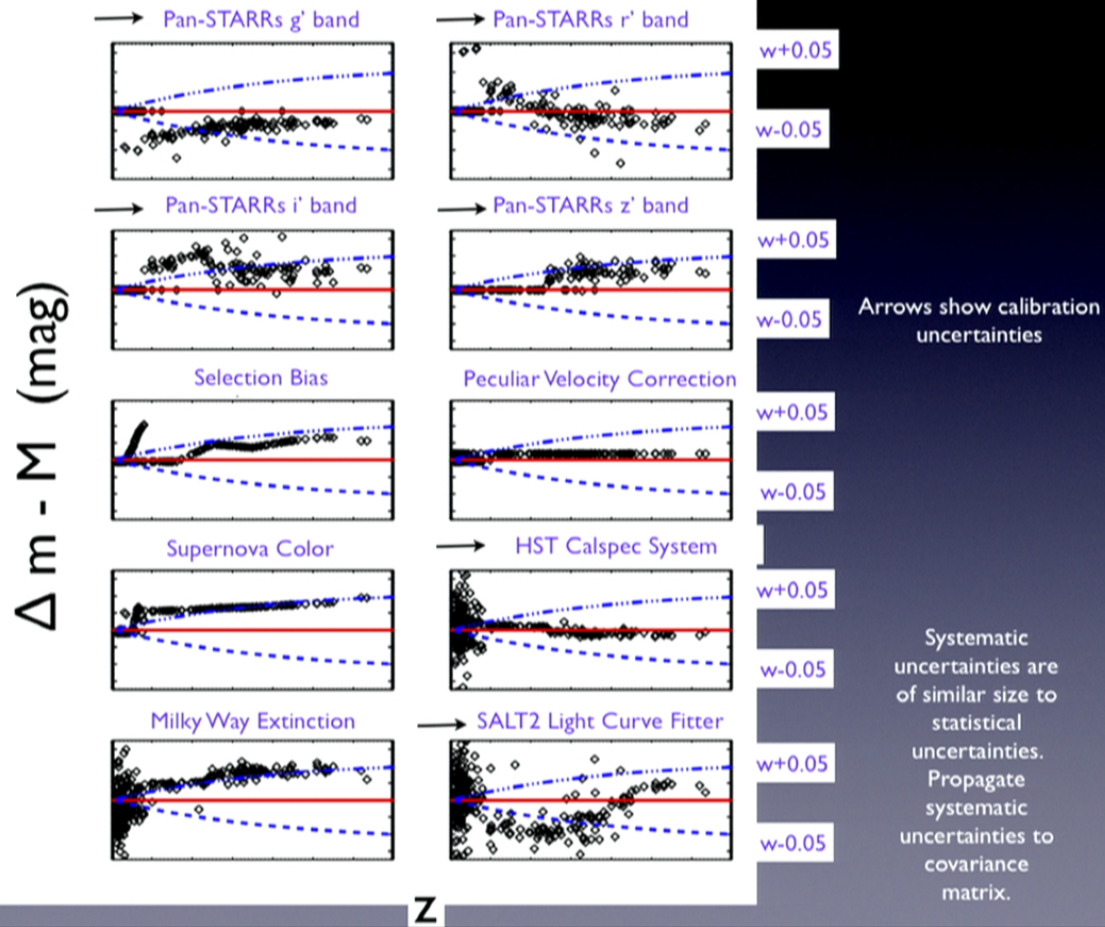 Pan-STARRs g' band
Pan-STARRs r' band
w+0.05
w-0.05
Pan-STARRs i' band
Pan-STARRs z' band
w+0.05
w-0.05
Arrows show calibration
uncertainties
Δ m - M (mag)
Selection Bias
Peculiar Velocity Correction
w+0.05
w-0.05
Supernova Color
HST Calspec System
w+0.05
w-0.05
Systematic
uncertainties are
of similar size to
statistical
uncertainties.
Propagate
systematic
uncertainties to
covariance
matrix.
Milky Way Extinction
SALT2 Light Curve Fitter
w+0.05
w-0.05
Z